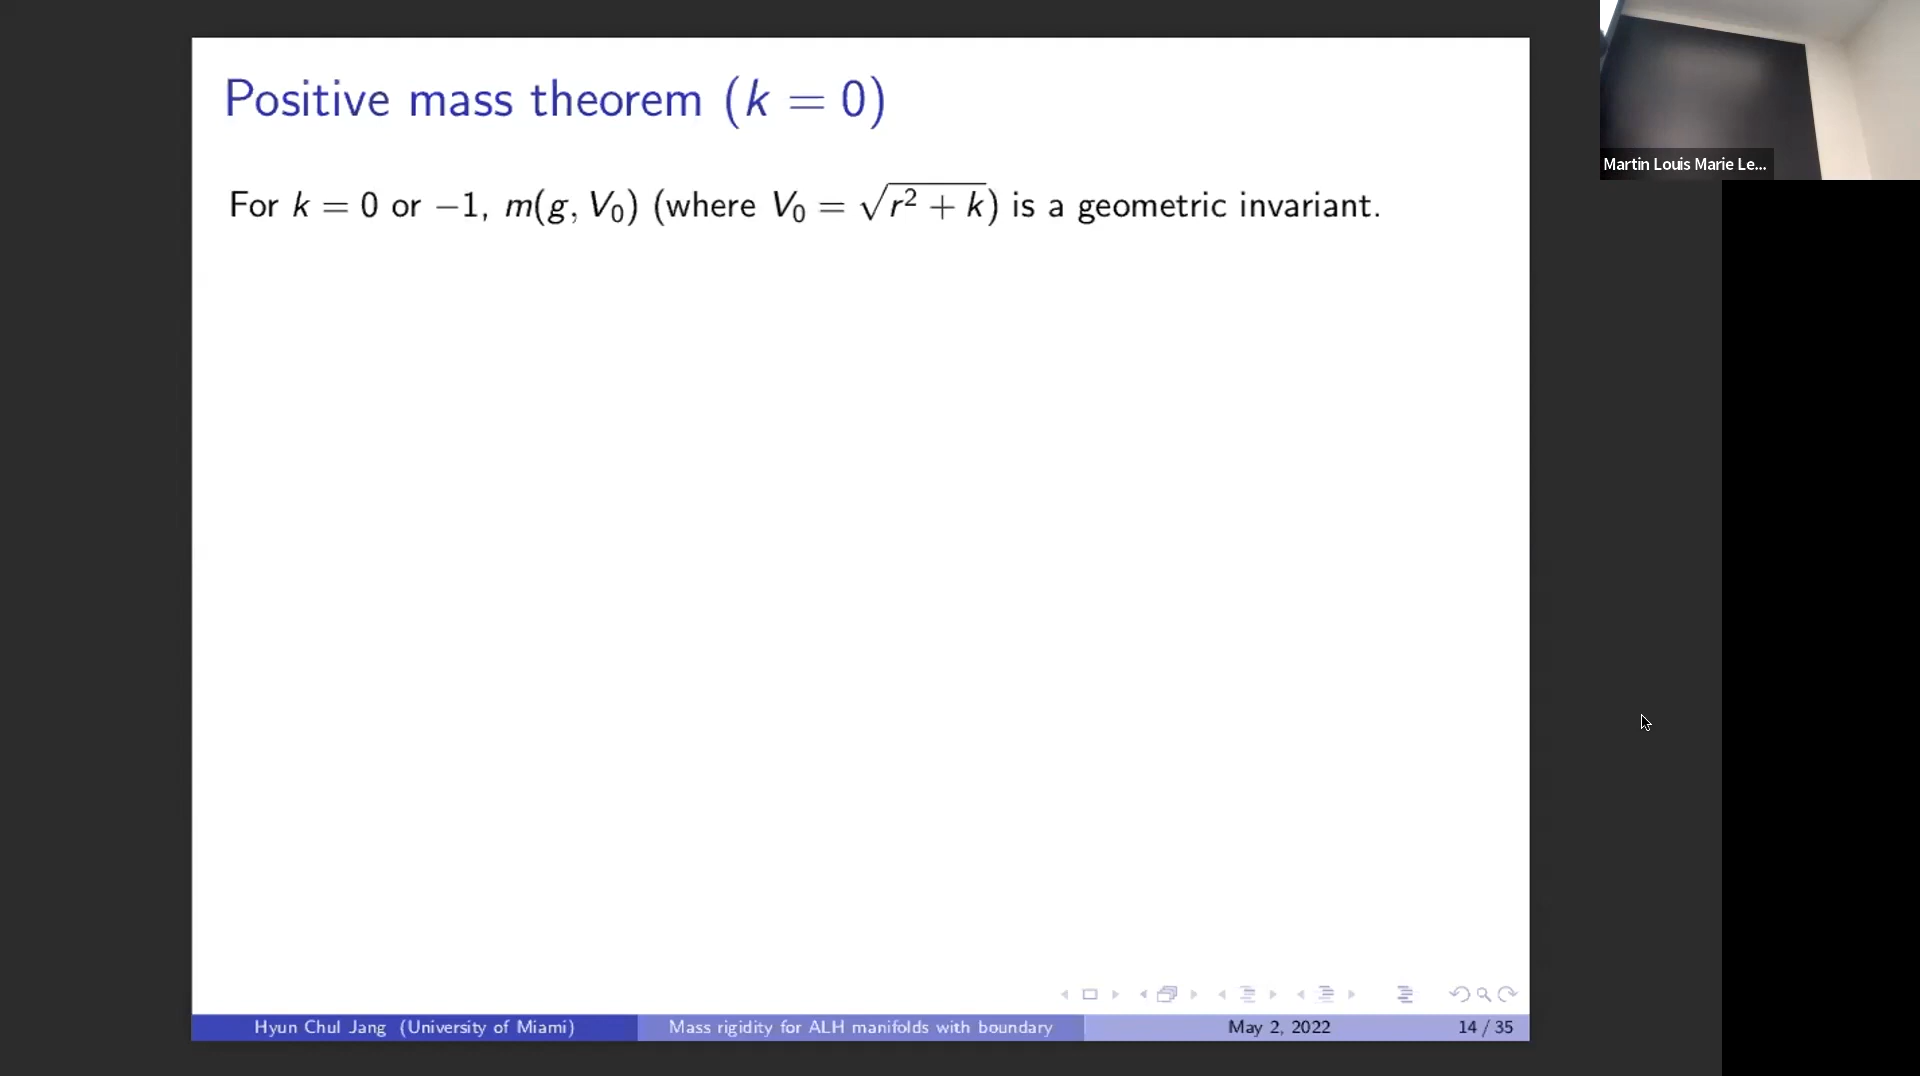 Positive mass theorem (k = 0)
Martin Louis Marie Le...
For k = 0 or −1, m(g, V₀) (where V₀ = √(r² + k)) is a geometric invariant.
Hyun Chul Jang (University of Miami) Mass rigidity for ALH manifolds with boundary May 2, 2022 14 / 35